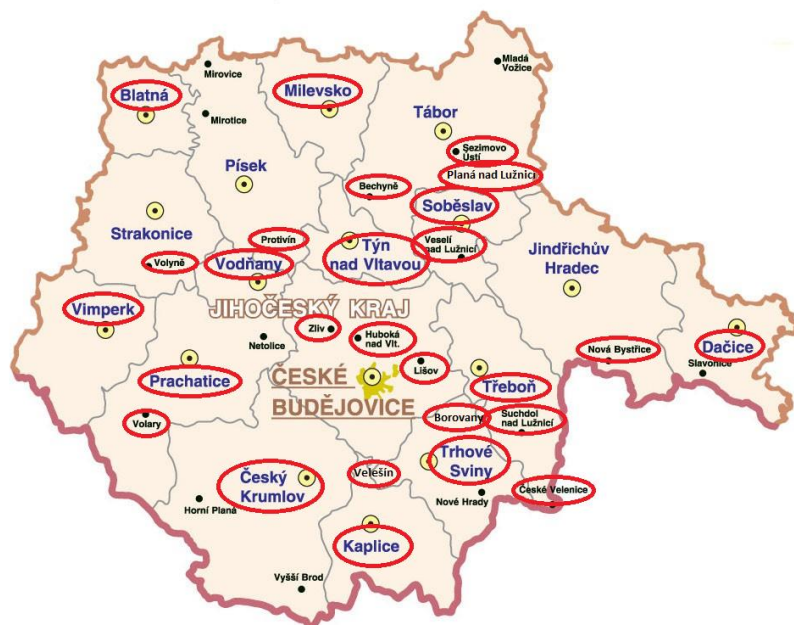 Mirovice
Mladá
Vožice
Blatná
Milevsko
Mirotice
Tábor
Sezimovo
Ústí
Písek
Planá nad Lužnicí
Bechyně
Soběslav
Strakonice
Protivín
Týn
nad Vltavou
Veselí
nad Lužnicí
Jindřichův
Hradec
Volyně
Vodňany
Vimperk
JIHOČESKÝ KRAJ
Zliv
Huboká
nad Vlt.
Netolice
Nová Bystřice
Dačice
Slavonice
Prachatice
ČESKÉ
BUDĚJOVICE
Lišov
Třeboň
Volary
Borovany
Suchdol
nad Lužnicí
Trhové
Sviny
Velešín
Český
Krumlov
České Velenice
Horní Planá
Nové Hrady
Kaplice
Vyšší Brod